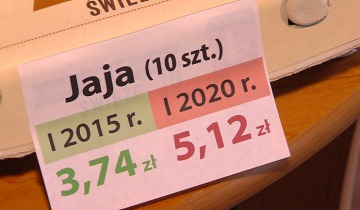 Jaja (10 szt.)
I 2015 r. I 2020 r.
3,74 zł 5,12 zł